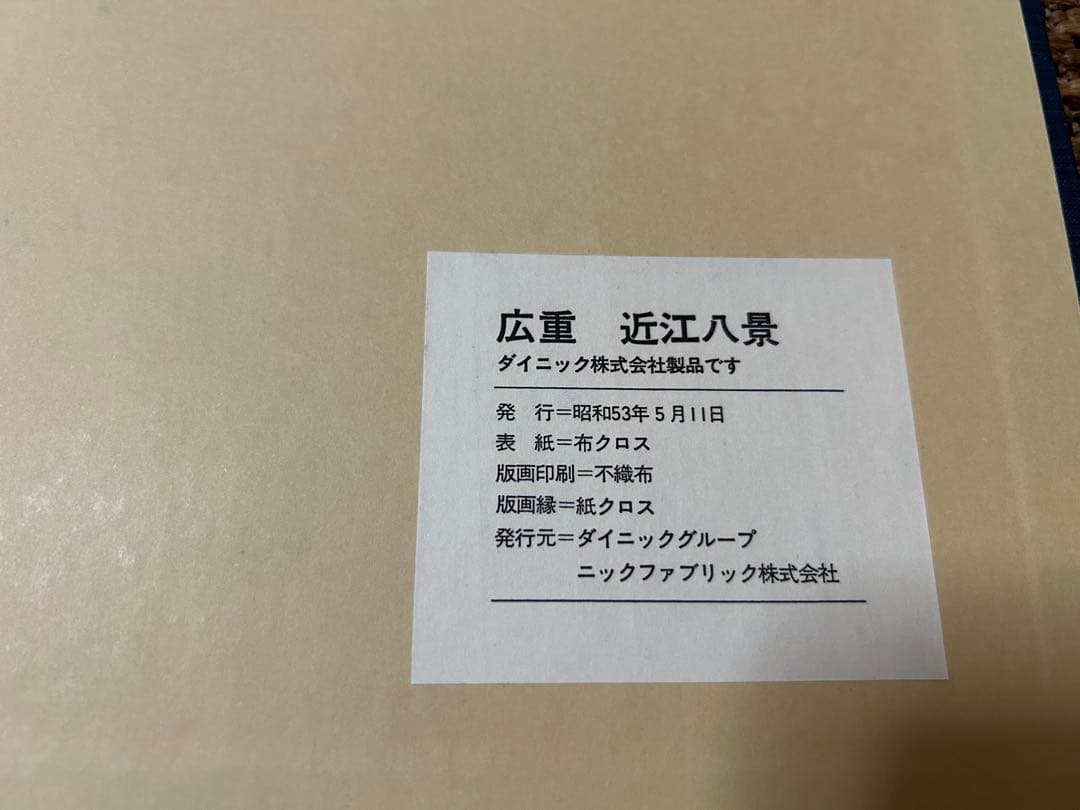 広重　近江八景
ダイニック株式会社製品です
発　行＝昭和53年5月11日
表　紙＝布クロス
版画印刷＝不織布
版画縁＝紙クロス
発行元＝ダイニックグループ
ニックファブリック株式会社